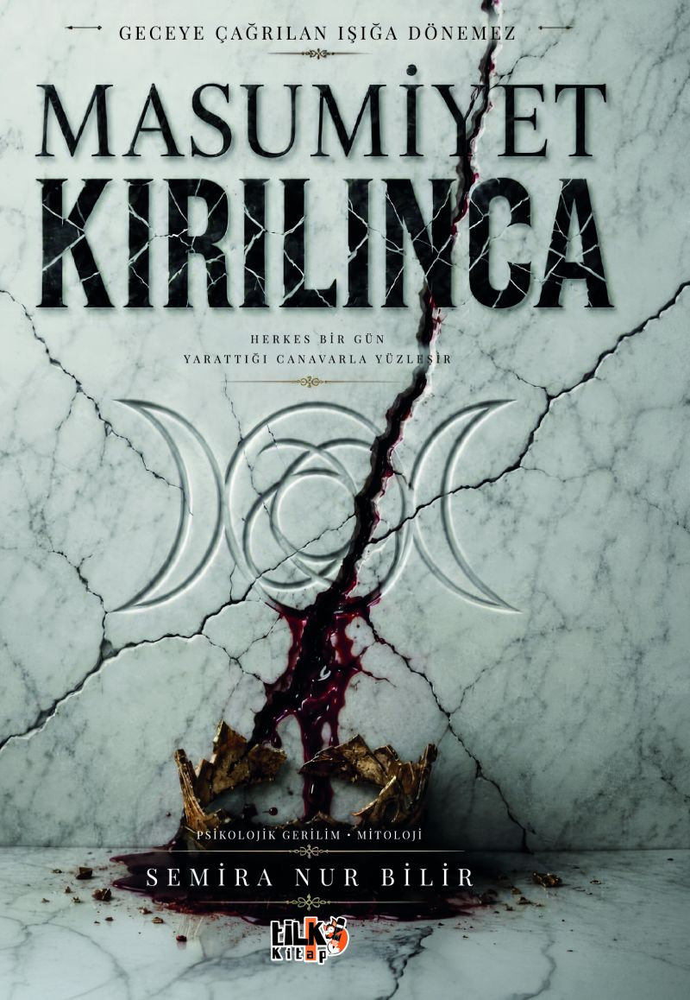 GECEYE ÇAĞRILAN IŞIĞA DÖNEMEZ
MASUMİYET
KIRILINCA
HERKES BİR GÜN
YARATTIĞI CANAVARLA YÜZLEŞİR
PSİKOLOJİK GERİLİM • MİTOLOJİ
SEMİRA NUR BİLİR
tiLKi
Kitap